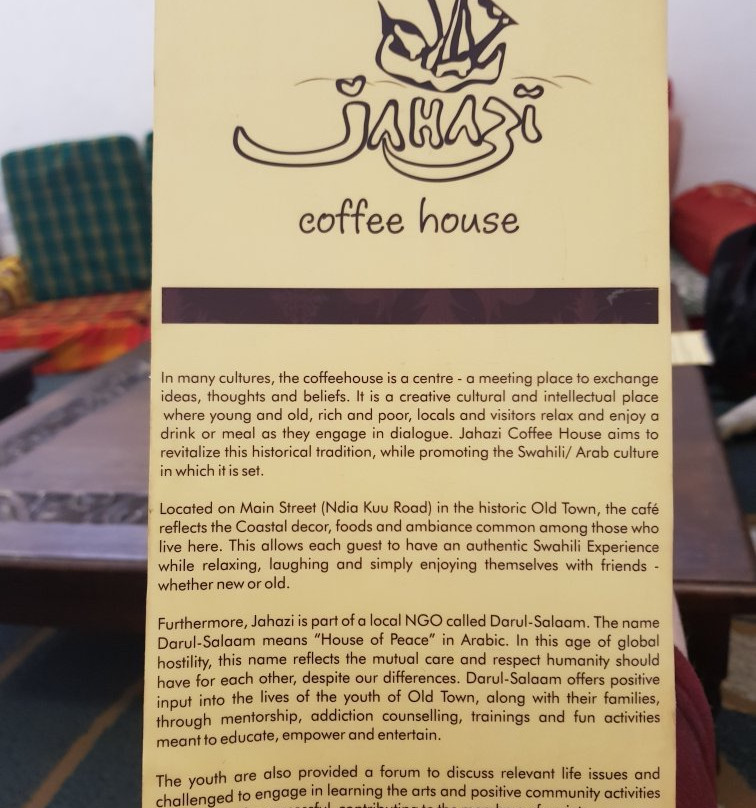 JAHAZI
coffee house
In many cultures, the coffeehouse is a centre - a meeting place to exchange
ideas, thoughts and beliefs. It is a creative cultural and intellectual place
where young and old, rich and poor, locals and visitors relax and enjoy a
drink or meal as they engage in dialogue. Jahazi Coffee House aims to
revitalize this historical tradition, while promoting the Swahili/ Arab culture
in which it is set.
Located on Main Street (Ndia Kuu Road) in the historic Old Town, the café
reflects the Coastal decor, foods and ambiance common among those who
live here. This allows each guest to have an authentic Swahili Experience
while relaxing, laughing and simply enjoying themselves with friends -
whether new or old.
Furthermore, Jahazi is part of a local NGO called Darul-Salaam. The name
Darul-Salaam means "House of Peace" in Arabic. In this age of global
hostility, this name reflects the mutual care and respect humanity should
have for each other, despite our differences. Darul-Salaam offers positive
input into the lives of the youth of Old Town, along with their families,
through mentorship, addiction counselling, trainings and fun activities
meant to educate, empower and entertain.
The youth are also provided a forum to discuss relevant life issues and
challenged to engage in learning the arts and positive community activities